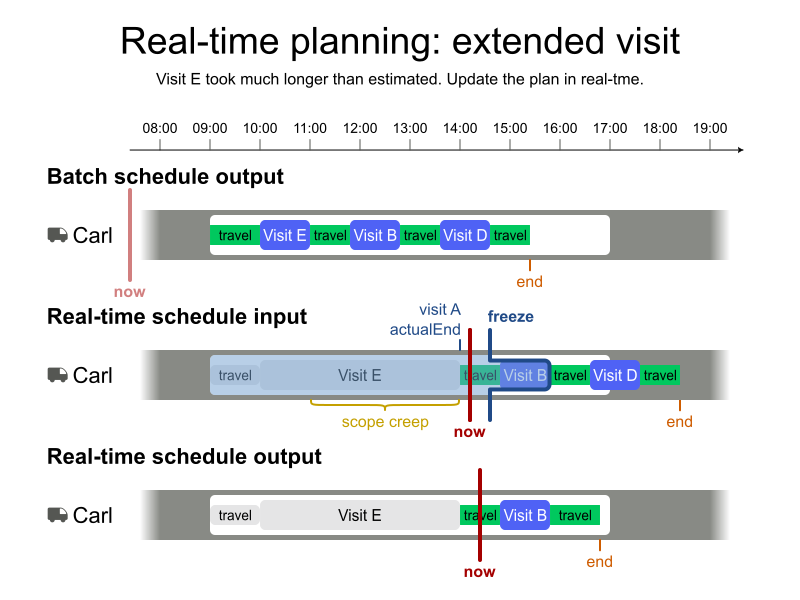 Real-time planning: extended visit
Visit E took much longer than estimated. Update the plan in real-tme.
08:00 09:00 10:00 11:00 12:00 13:00 14:00 15:00 16:00 17:00 18:00 19:00
Batch schedule output
Carl travel Visit E travel Visit B travel Visit D travel
end
now
visit A
actualEnd
freeze
Real-time schedule input
Carl travel Visit E travel Visit B travel Visit D travel
scope creep
now
end
Real-time schedule output
Carl travel Visit E travel Visit B travel
end
now